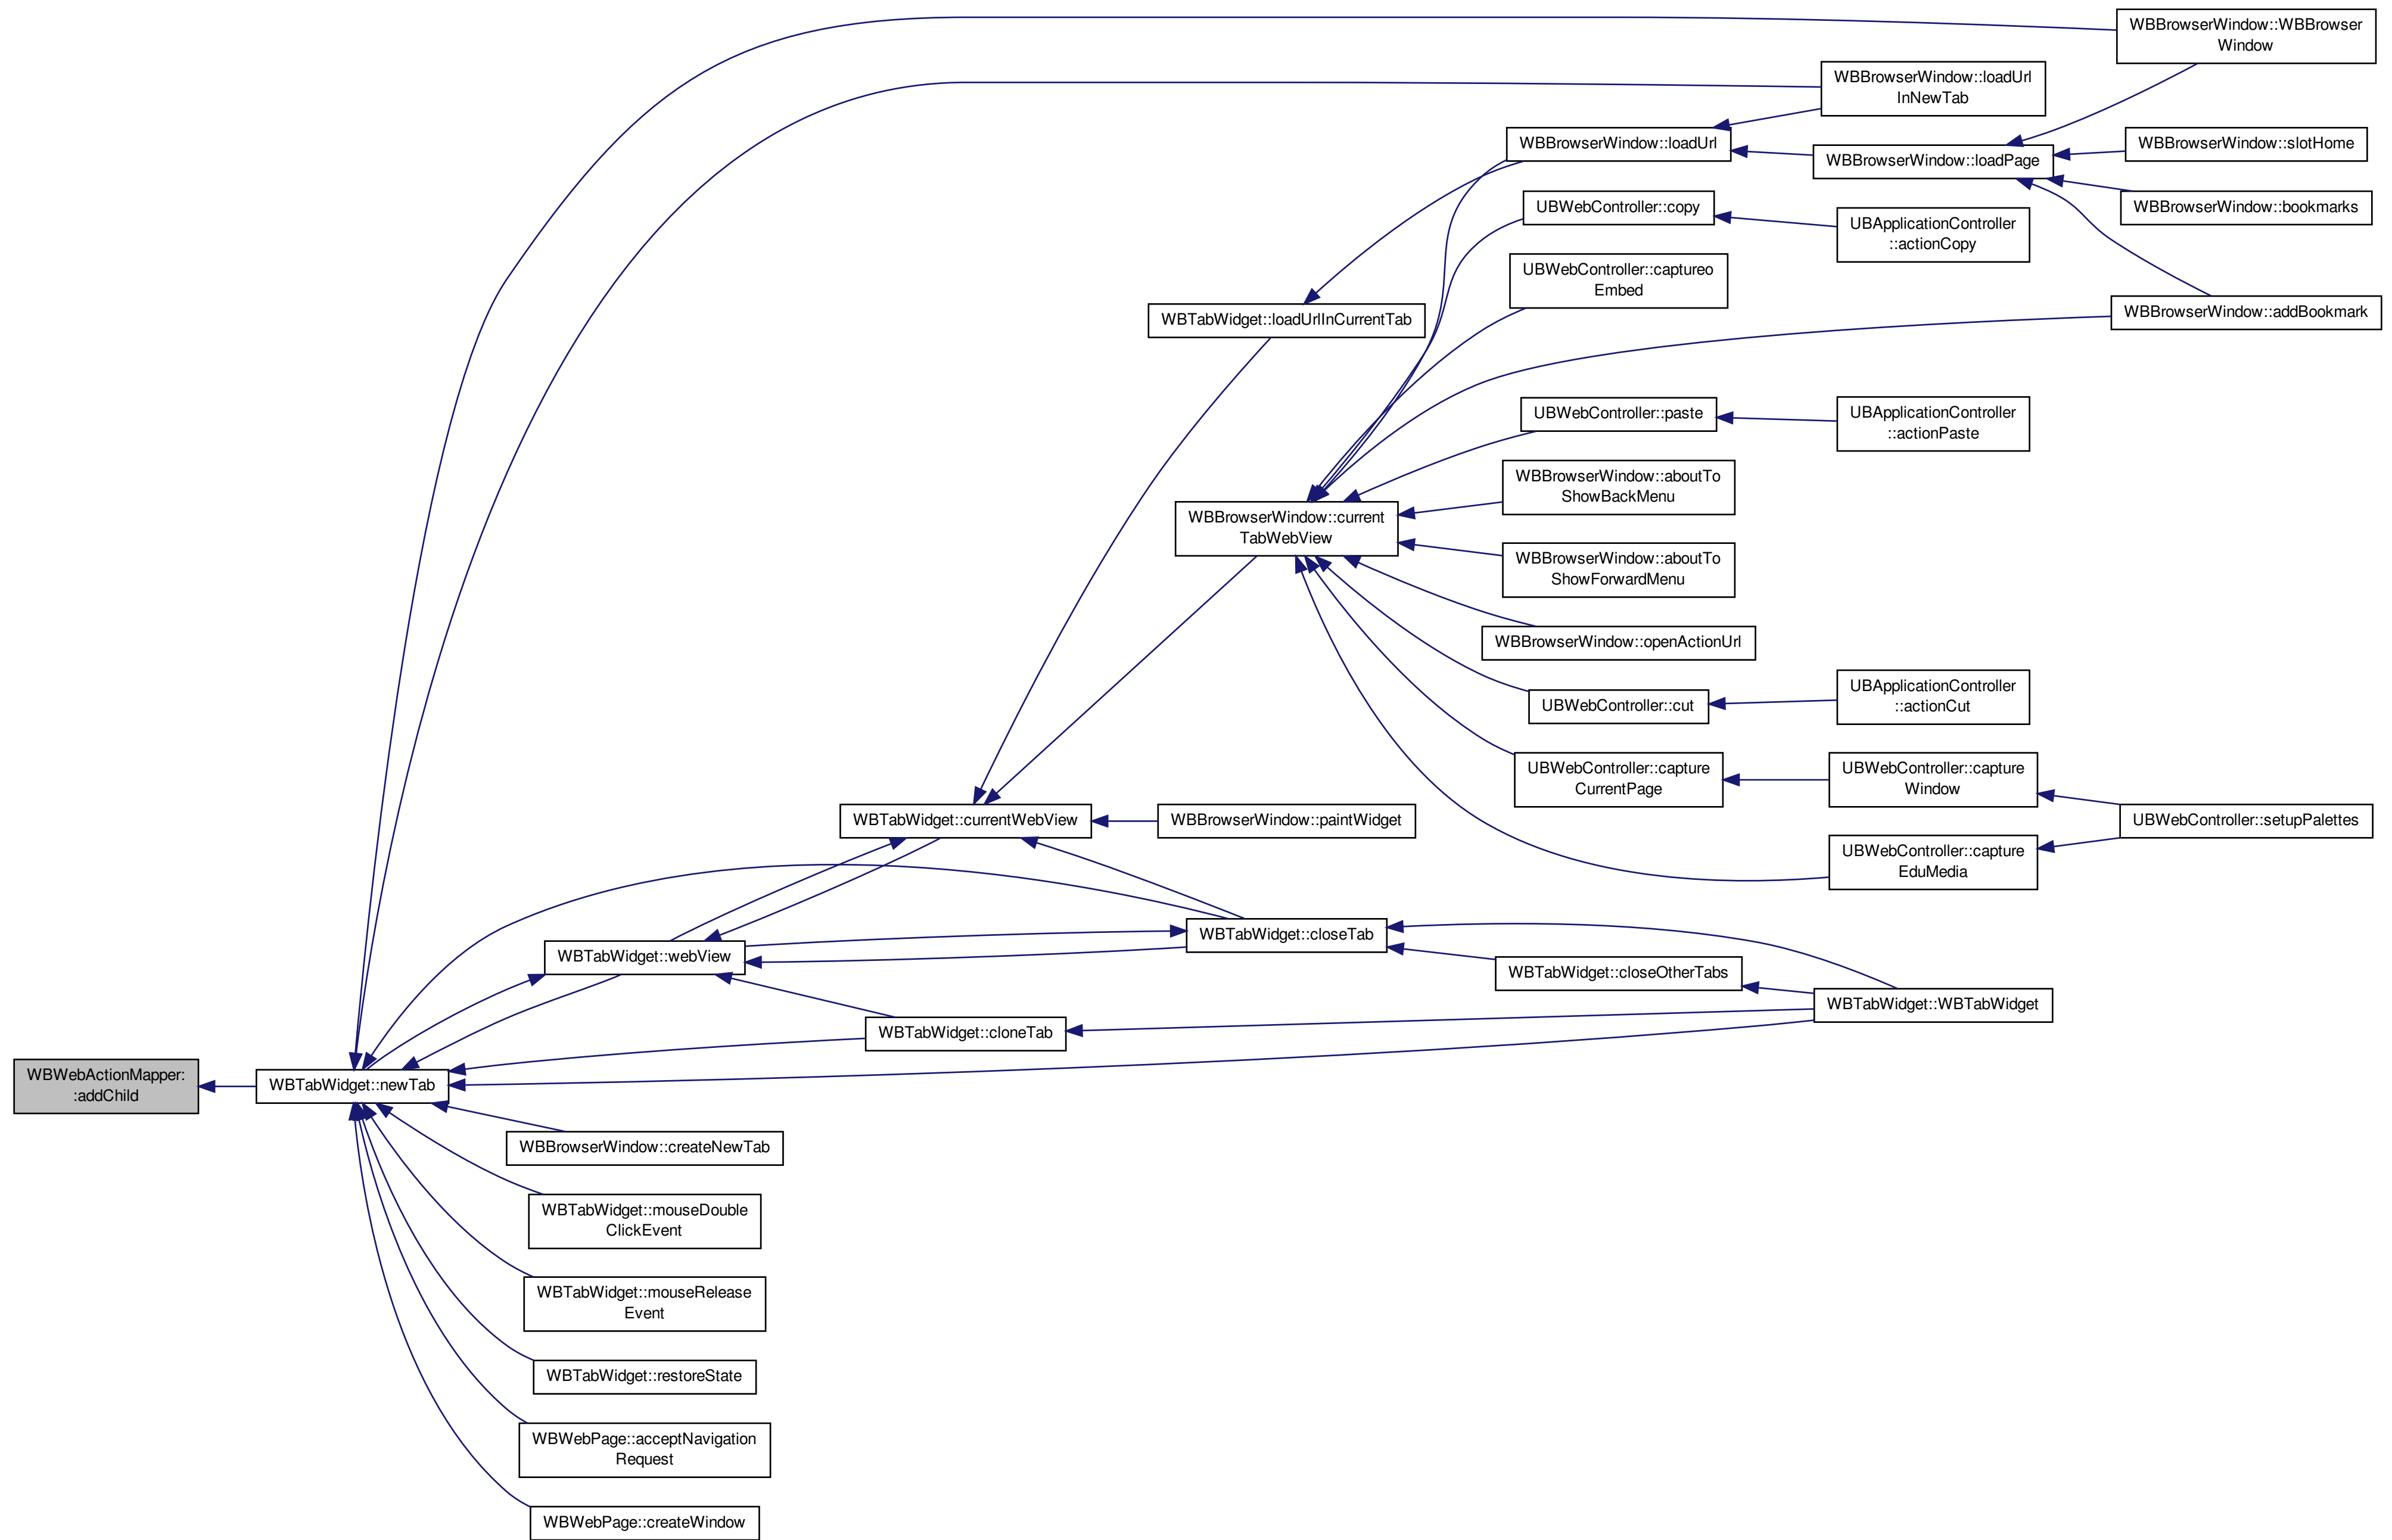 WBBrowserWindow::WBBrowser
Window
WBBrowserWindow::loadUrl
InNewTab
WBBrowserWindow::loadUrl
WBBrowserWindow::loadPage
WBBrowserWindow::slotHome
UBWebController::copy
WBBrowserWindow::bookmarks
UBApplicationController
::actionCopy
UBWebController::captureo
Embed
WBTabWidget::loadUrlInCurrentTab
WBBrowserWindow::addBookmark
UBWebController::paste
UBApplicationController
::actionPaste
WBBrowserWindow::aboutTo
ShowBackMenu
WBBrowserWindow::current
TabWebView
WBBrowserWindow::aboutTo
ShowForwardMenu
WBBrowserWindow::openActionUrl
UBWebController::cut
UBApplicationController
::actionCut
UBWebController::capture
CurrentPage
UBWebController::capture
Window
WBTabWidget::currentWebView
WBBrowserWindow::paintWidget
UBWebController::setupPalettes
UBWebController::capture
EduMedia
WBTabWidget::closeTab
WBTabWidget::webView
WBTabWidget::closeOtherTabs
WBTabWidget::WBTabWidget
WBTabWidget::cloneTab
WBWebActionMapper:
:addChild
WBTabWidget::newTab
WBBrowserWindow::createNewTab
WBTabWidget::mouseDouble
ClickEvent
WBTabWidget::mouseRelease
Event
WBTabWidget::restoreState
WBWebPage::acceptNavigation
Request
WBWebPage::createWindow